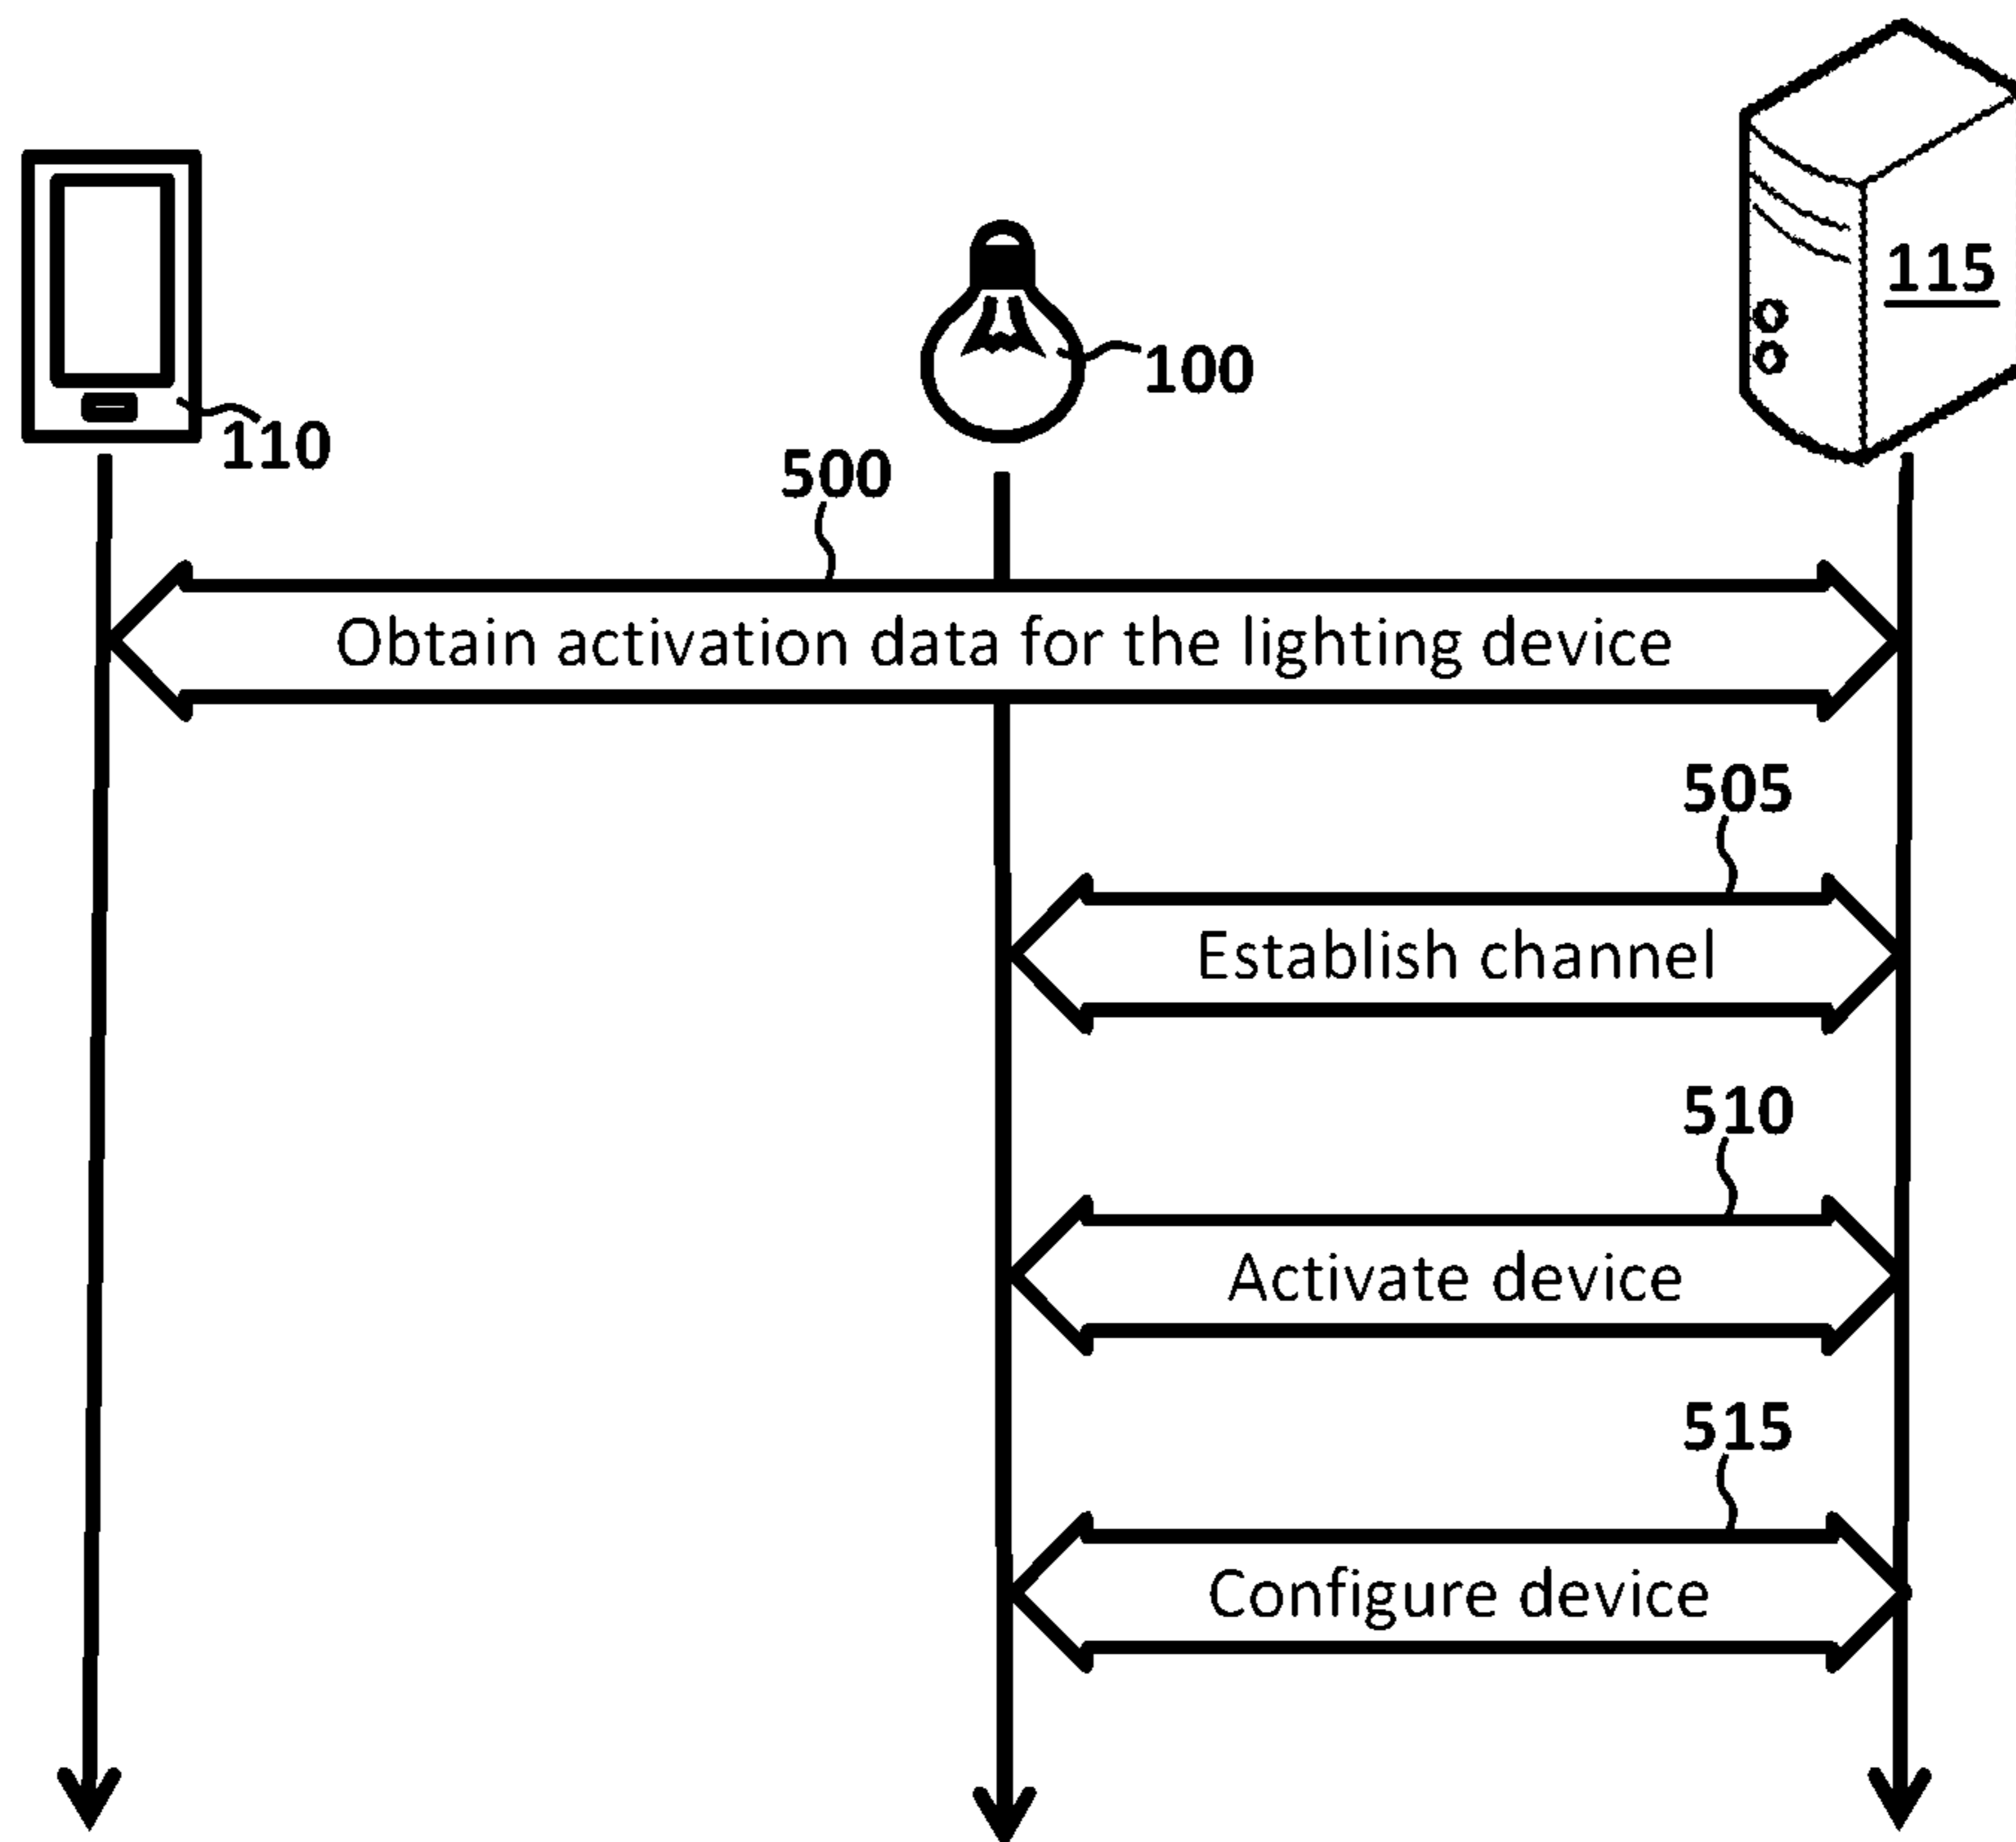 115
100
110
500
Obtain activation data for the lighting device
505
Establish channel
510
Activate device
515
Configure device